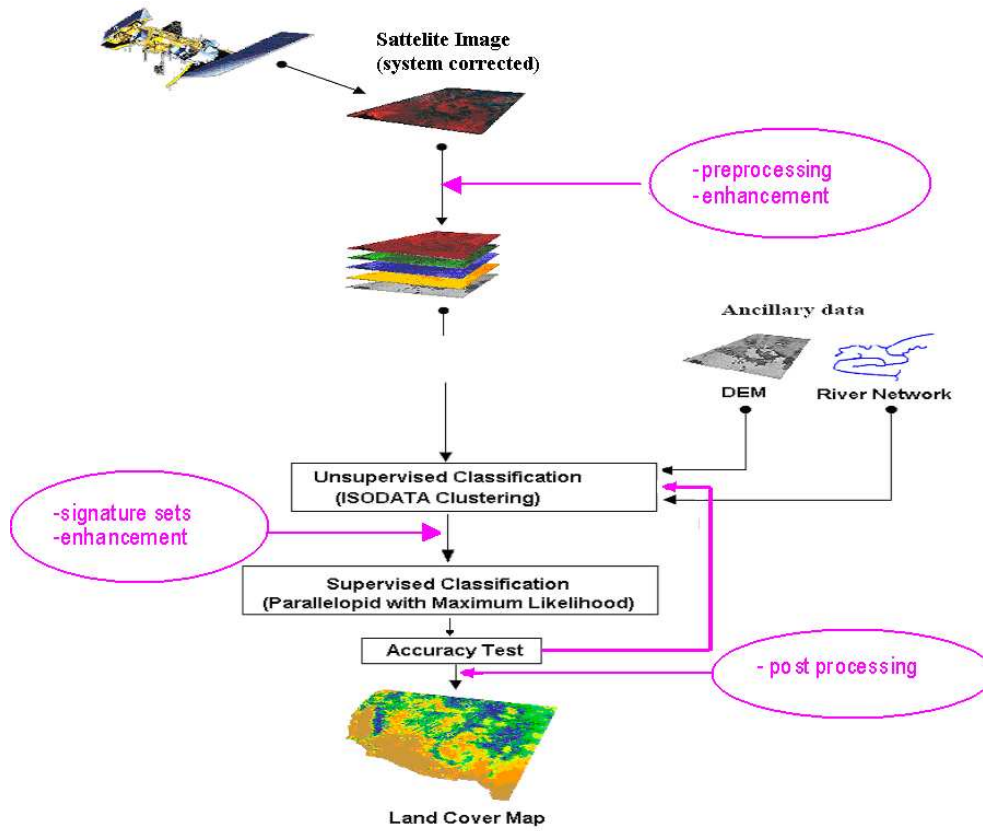 Sattelite Image
(system corrected)
-preprocessing
-enhancement
Ancillary data
DEM
River Network
Unsupervised Classification
(ISODATA Clustering)
-signature sets
-enhancement
Supervised Classification
(Parallelopid with Maximum Likelihood)
Accuracy Test
- post processing
Land Cover Map